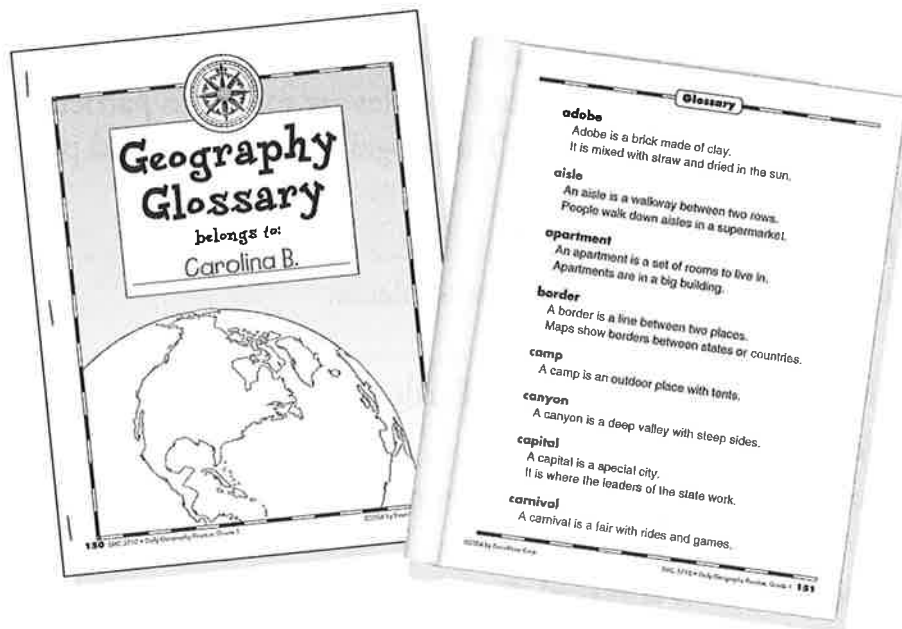 Geography
Glossary
belongs to:
Carolina B.
150
Glossary
adobe
Adobe is a brick made of clay.
It is mixed with straw and dried in the sun.
aisle
An aisle is a walkway between two rows.
People walk down aisles in a supermarket.
apartment
An apartment is a set of rooms to live in.
Apartments are in a big building.
border
A border is a line between two places.
Maps show borders between states or countries.
camp
A camp is an outdoor place with tents.
canyon
A canyon is a deep valley with steep sides.
capital
A capital is a special city.
It is where the leaders of the state work.
carnival
A carnival is a fair with rides and games.
151